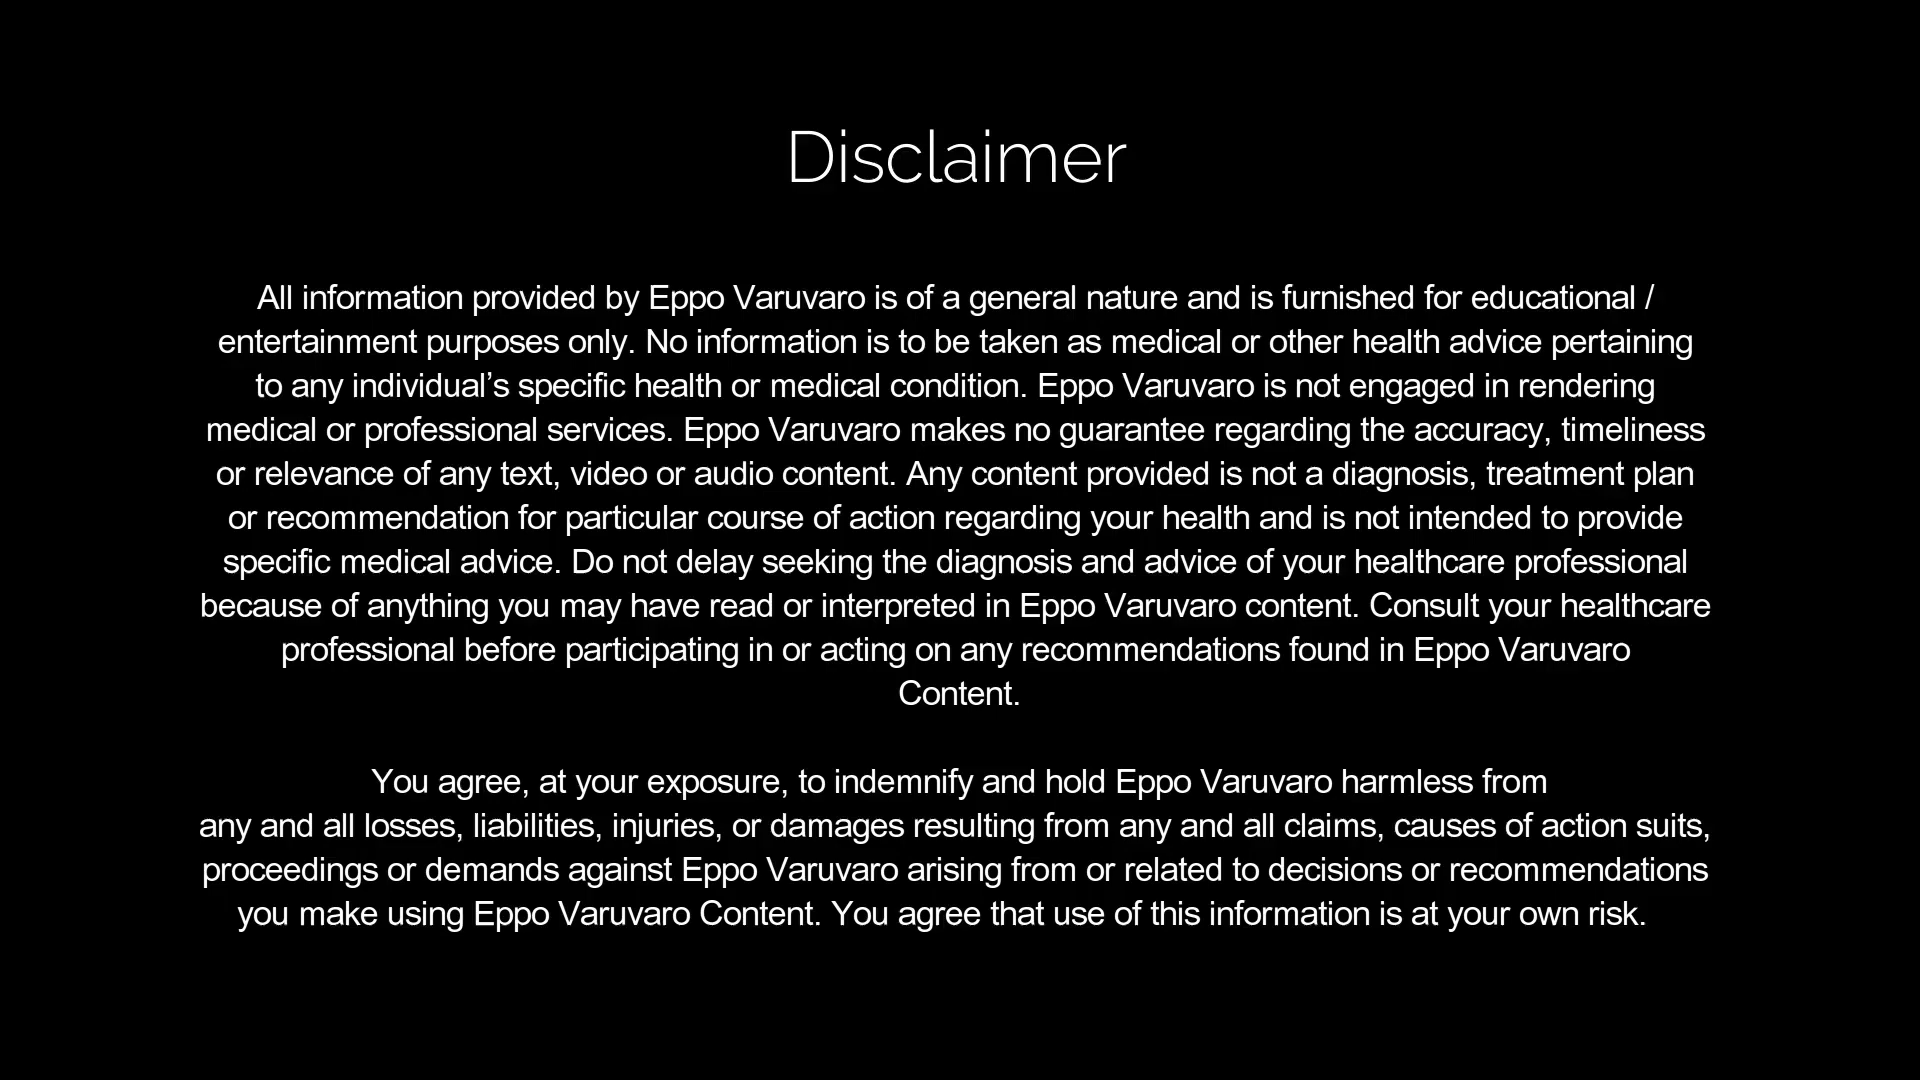 Disclaimer
All information provided by Eppo Varuvaro is of a general nature and is furnished for educational /
entertainment purposes only. No information is to be taken as medical or other health advice pertaining
to any individual’s specific health or medical condition. Eppo Varuvaro is not engaged in rendering
medical or professional services. Eppo Varuvaro makes no guarantee regarding the accuracy, timeliness
or relevance of any text, video or audio content. Any content provided is not a diagnosis, treatment plan
or recommendation for particular course of action regarding your health and is not intended to provide
specific medical advice. Do not delay seeking the diagnosis and advice of your healthcare professional
because of anything you may have read or interpreted in Eppo Varuvaro content. Consult your healthcare
professional before participating in or acting on any recommendations found in Eppo Varuvaro
Content.
You agree, at your exposure, to indemnify and hold Eppo Varuvaro harmless from
any and all losses, liabilities, injuries, or damages resulting from any and all claims, causes of action suits,
proceedings or demands against Eppo Varuvaro arising from or related to decisions or recommendations
you make using Eppo Varuvaro Content. You agree that use of this information is at your own risk.